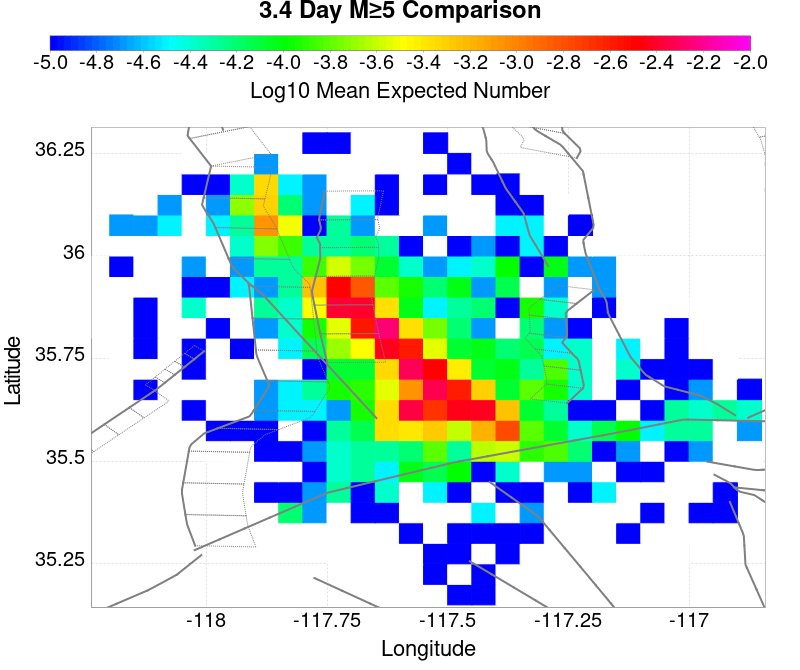 3.4 Day M≥5 Comparison
-5.0 -4.8 -4.6 -4.4 -4.2 -4.0 -3.8 -3.6 -3.4 -3.2 -3.0 -2.8 -2.6 -2.4 -2.2 -2.0
Log10 Mean Expected Number
36.25
36
35.75
35.5
35.25
Latitude
-118 -117.75 -117.5 -117.25 -117
Longitude